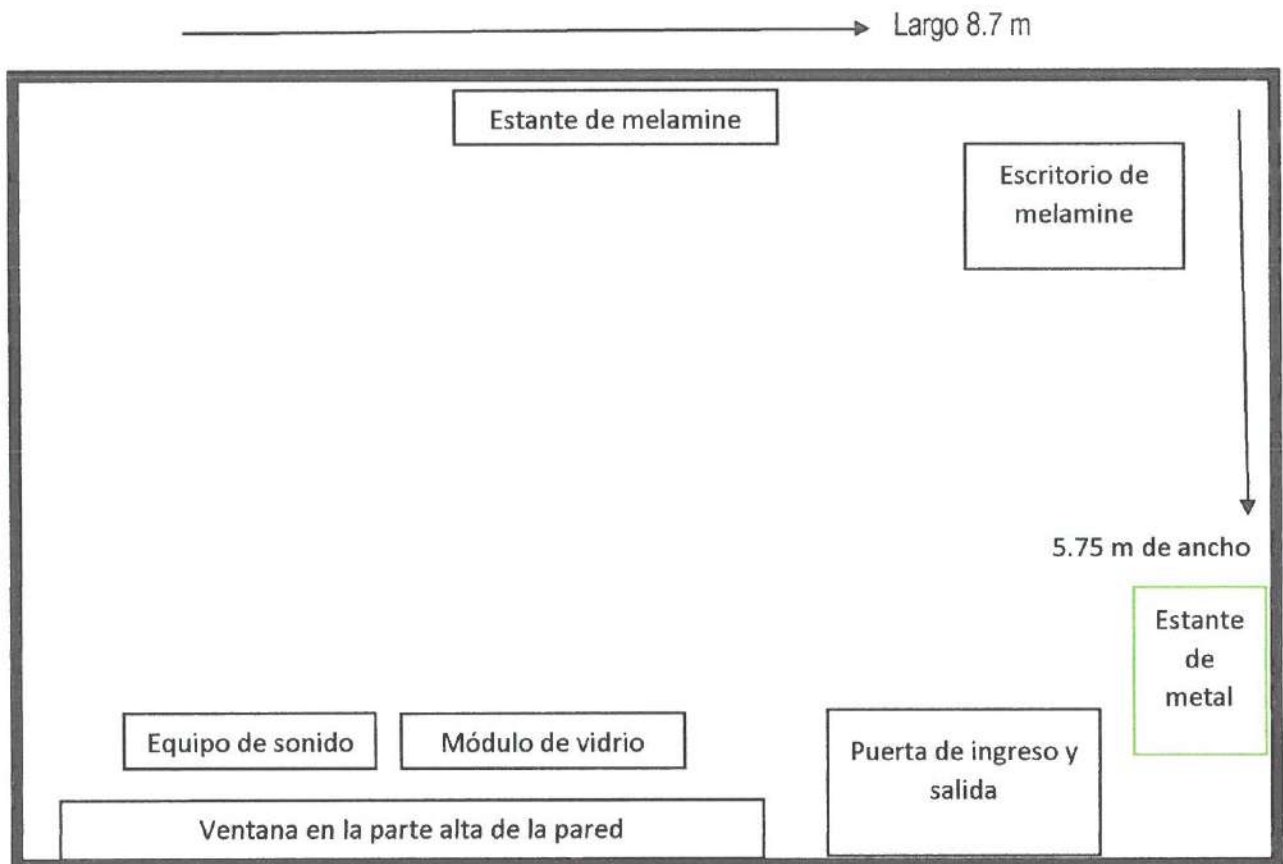 Largo 8.7 m
Estante de melamine
Escritorio de
melamine
5.75 m de ancho
Estante
de
metal
Equipo de sonido
Módulo de vidrio
Puerta de ingreso y
salida
Ventana en la parte alta de la pared